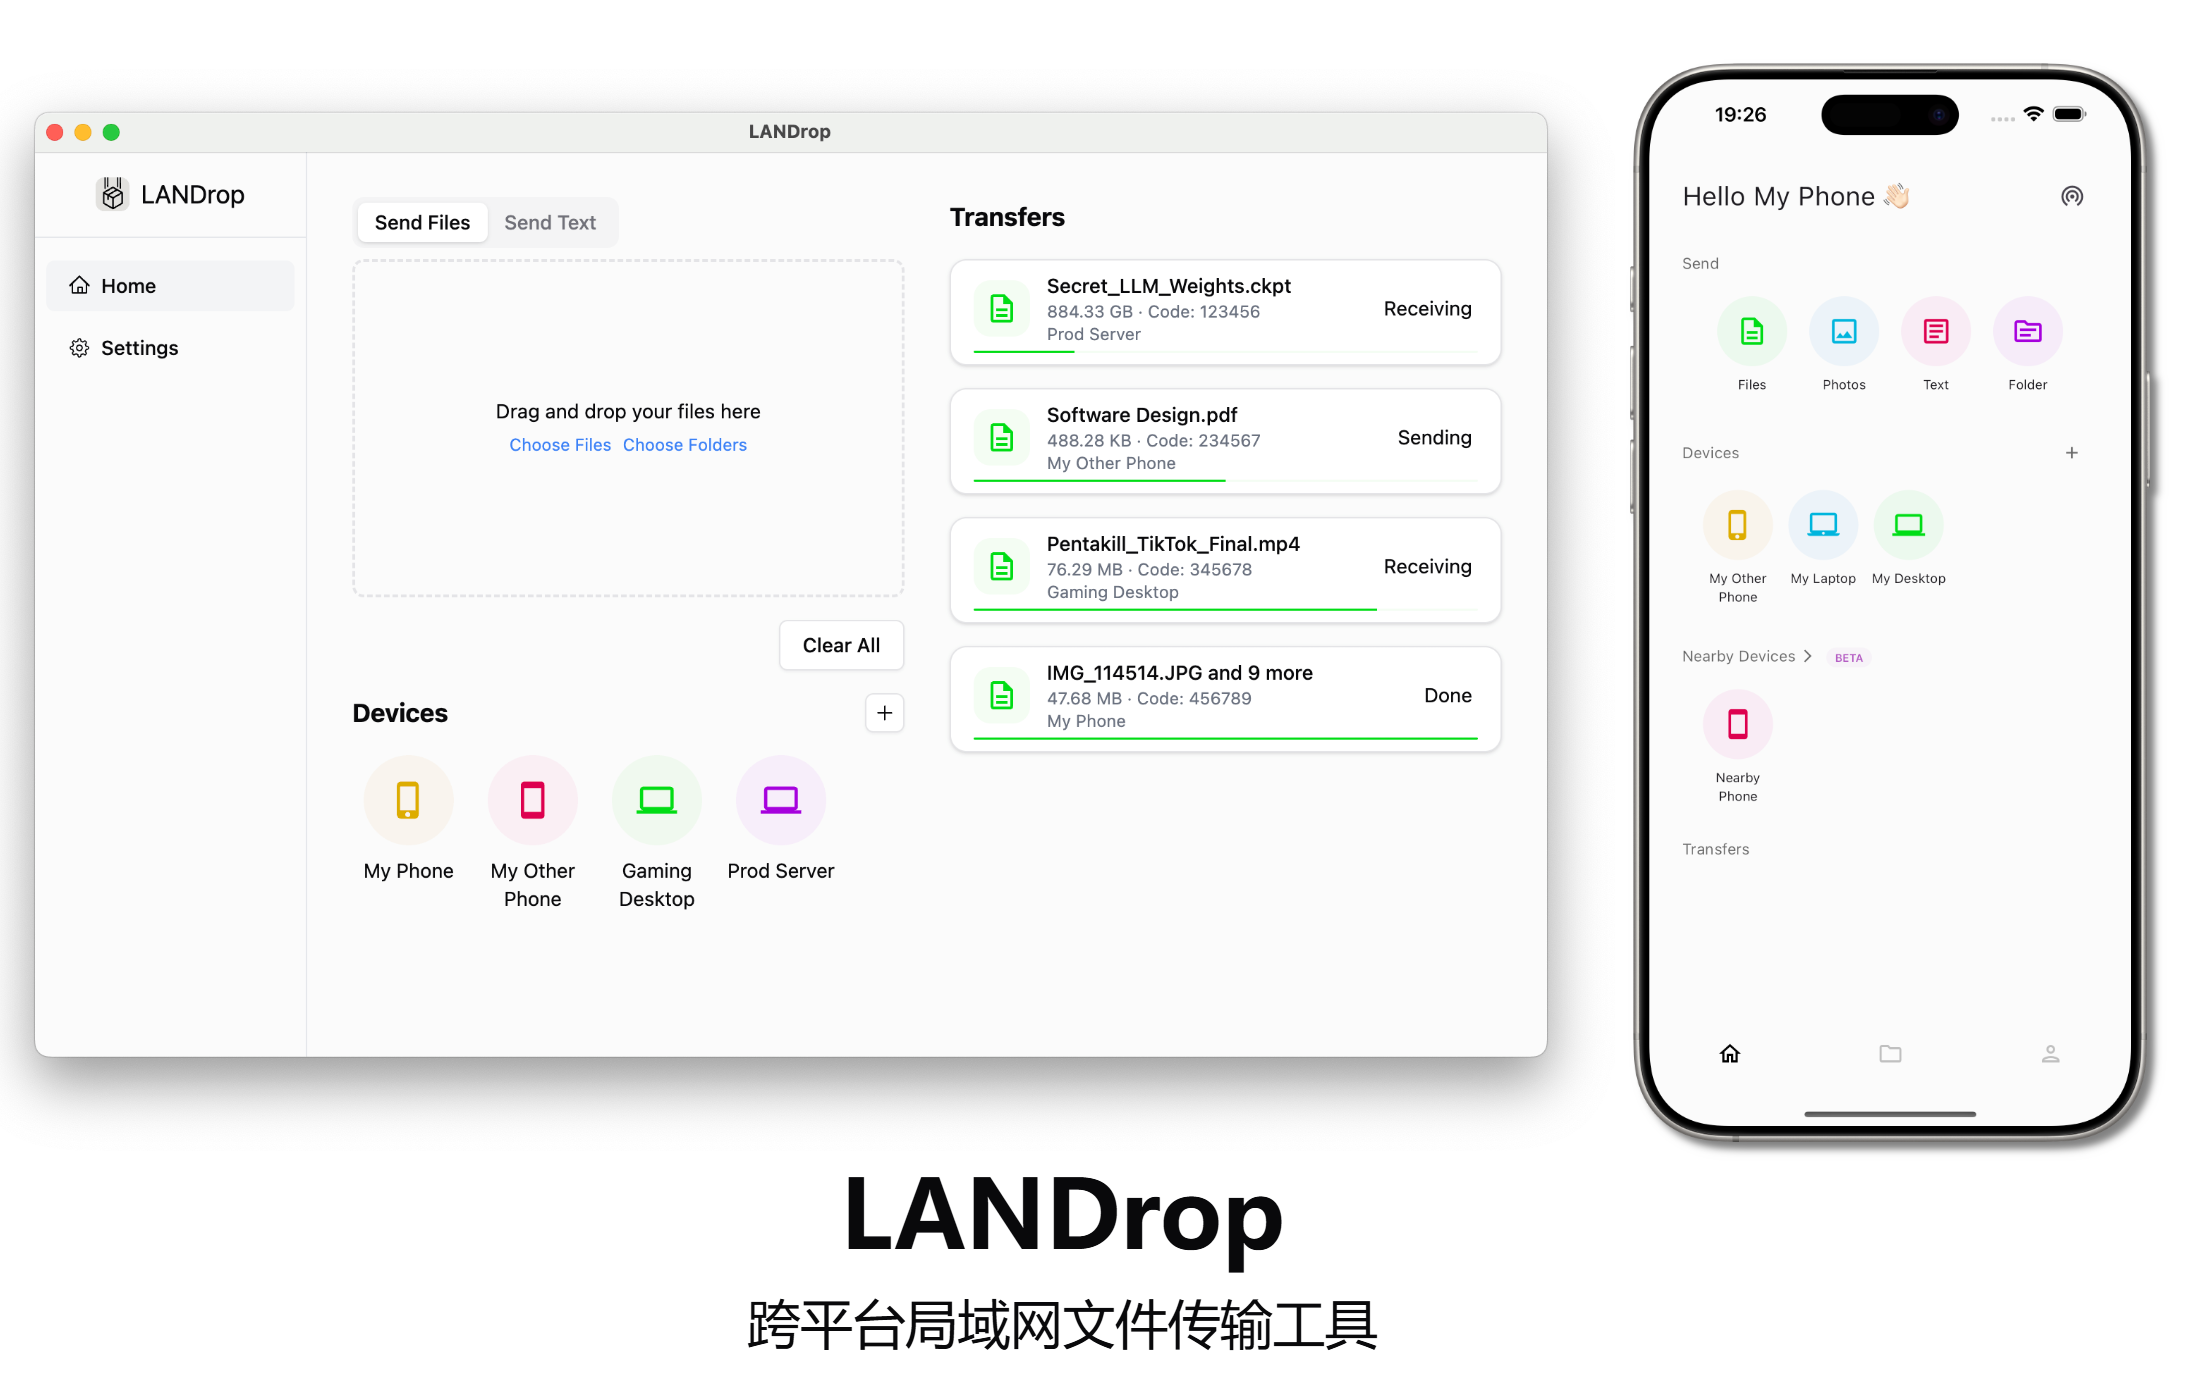 LANDrop
LANDrop
Home
Settings
Send Files
Send Text
Drag and drop your files here
Choose Files
Choose Folders
Clear All
Devices
My Phone
My Other
Phone
Gaming
Desktop
Prod Server
Transfers
Secret_LLM_Weights.ckpt
884.33 GB · Code: 123456
Prod Server
Receiving
Software Design.pdf
488.28 KB · Code: 234567
My Other Phone
Sending
Pentakill_TikTok_Final.mp4
76.29 MB · Code: 345678
Gaming Desktop
Receiving
IMG_114514.JPG and 9 more
47.68 MB · Code: 456789
My Phone
Done
19:26
Hello My Phone 👋🏻
Send
Files
Photos
Text
Folder
Devices
My Other
Phone
My Laptop
My Desktop
Nearby Devices
BETA
Nearby
Phone
Transfers
LANDrop
跨平台局域网文件传输工具